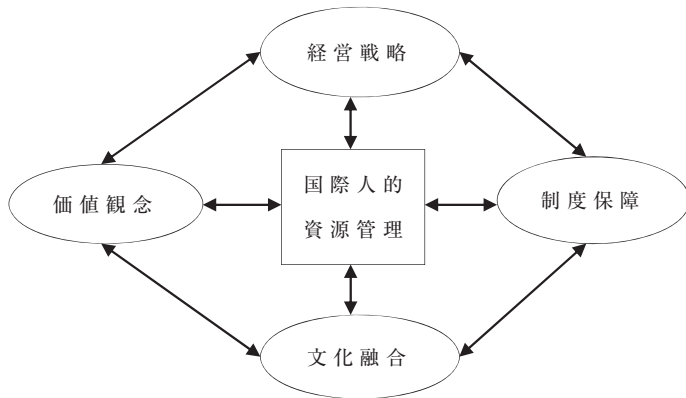 経営戦略
価値観念
国際人的
資源管理
制度保障
文化融合